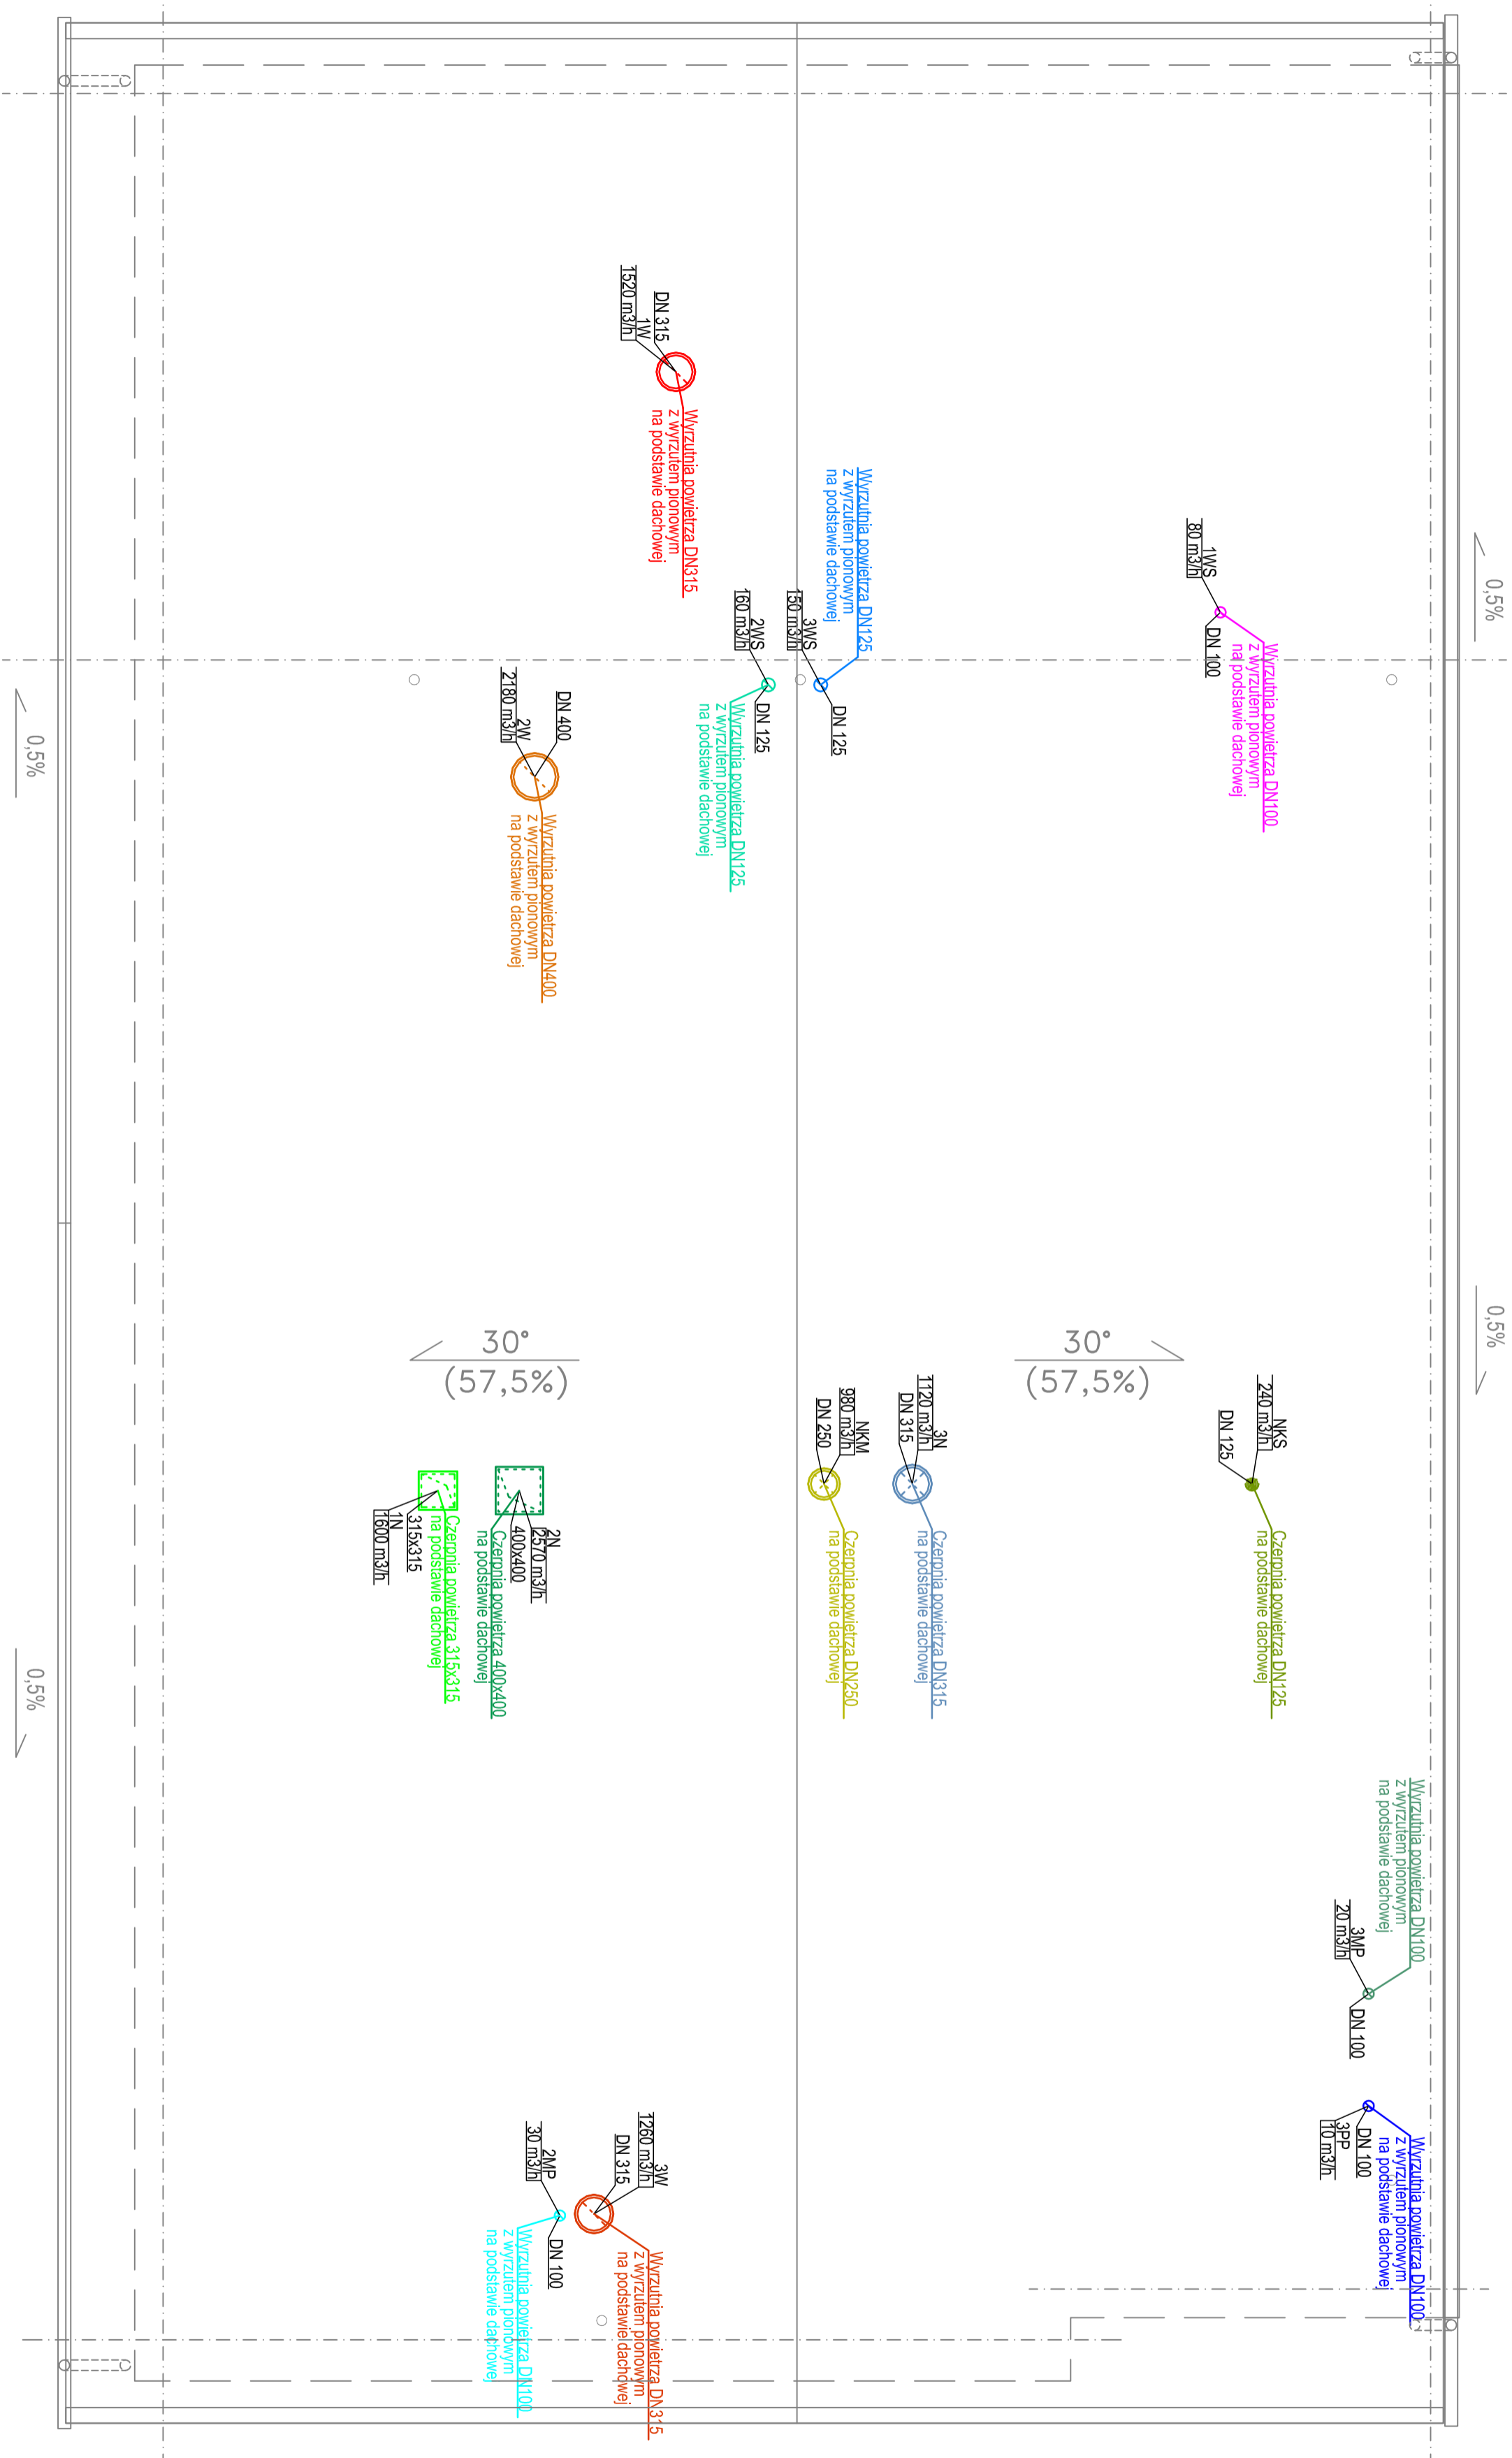 0,5%
0,5%
1WS
80 m3/h
DN 100
Wyrzutnia powietrza DN100
z wyrzutem pionowym
na podstawie dachowej
Wyrzutnia powietrza DN125
z wyrzutem pionowym
na podstawie dachowej
3WS
150 m3/h
DN 125
2WS
160 m3/h
DN 125
Wyrzutnia powietrza DN125
z wyrzutem pionowym
na podstawie dachowej
DN 315
1W
1520 m3/h
Wyrzutnia powietrza DN315
z wyrzutem pionowym
na podstawie dachowej
DN 400
2W
2180 m3/h
Wyrzutnia powietrza DN400
z wyrzutem pionowym
na podstawie dachowej
30°
(57,5%)
30°
(57,5%)
NKS
240 m3/h
DN 125
Czerpnia powietrza DN125
na podstawie dachowej
3N
1120 m3/h
DN 315
Czerpnia powietrza DN315
na podstawie dachowej
NKM
980 m3/h
DN 250
Czerpnia powietrza DN250
na podstawie dachowej
2N
2570 m3/h
400x400
Czerpnia powietrza 400x400
na podstawie dachowej
Czerpnia powietrza 315x315
na podstawie dachowej
315x315
1N
1600 m3/h
Wyrzutnia powietrza DN100
z wyrzutem pionowym
na podstawie dachowej
3MP
20 m3/h
DN 100
Wyrzutnia powietrza DN100
z wyrzutem pionowym
na podstawie dachowej
DN 100
3PP
10 m3/h
3W
1260 m3/h
DN 315
Wyrzutnia powietrza DN315
z wyrzutem pionowym
na podstawie dachowej
2MP
30 m3/h
DN 100
Wyrzutnia powietrza DN100
z wyrzutem pionowym
na podstawie dachowej
0,5%
0,5%